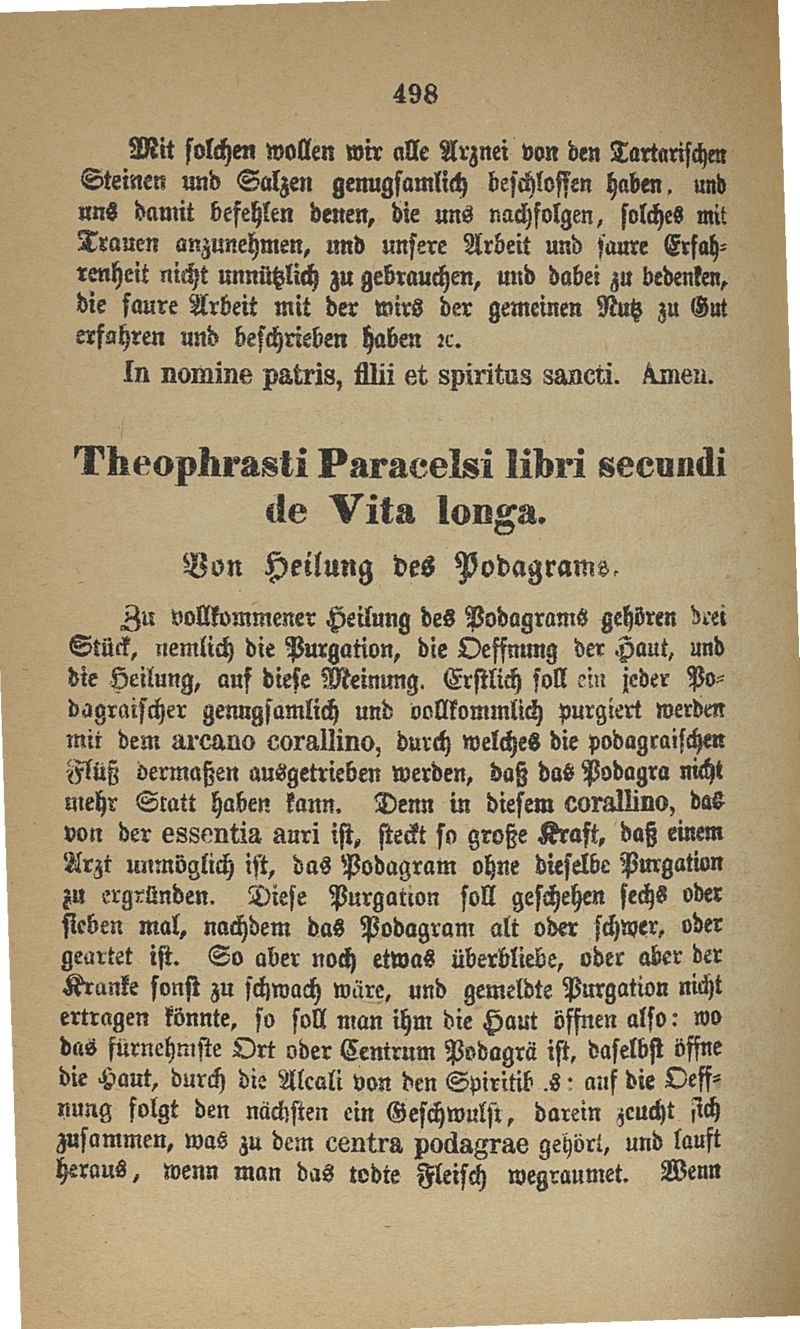 498
Mit solchen wollen wir alle Arznei von den Tartarischen
Steinen und Salzen genugsamlich beschlossen haben, und
uns damit befehlen denen, die uns nachfolgen, solches mit
Trauen anzunehmen, und unsere Arbeit und saure Erfah-
renheit nicht unnützlich zu gebrauchen, und dabei zu bedenken,
die saure Arbeit mit der wirs der gemeinen Nutz zu Gut
erfahren und beschrieben haben ꝛc.
In nomine patris, filii et spiritus sancti. Amen.
Theophrasti Paracelsi libri secundi
de Vita longa.
Von Heilung des Podagrams.
Zu vollkommener Heilung des Podagrams gehören drei
Stück, nemlich die Purgation, die Oeffnung der Haut, und
die Heilung, auf diese Meinung. Erstlich soll ein jeder Po-
dagraischer genugsamlich und vollkommlich purgiert werden
mit dem arcano corallino, durch welches die podagraischen
Flüß dermaßen ausgetrieben werden, daß das Podagra nicht
mehr Statt haben kann. Denn in diesem corallino, das
von der essentia auri ist, steckt so große Kraft, daß einem
Arzt unmöglich ist, das Podagram ohne dieselbe Purgation
zu ergründen. Diese Purgation soll geschehen sechs oder
sieben mal, nachdem das Podagram alt oder schwer, oder
geartet ist. So aber noch etwas überbliebe, oder aber der
Kranke sonst zu schwach wäre, und gemeldte Purgation nicht
ertragen könnte, so soll man ihm die Haut öffnen also: wo
das fürnehmste Ort oder Centrum Podagrä ist, daselbst öffne
die Haut, durch die Alcali von den Spiritib .s: auf die Oeff-
nung folgt den nächsten ein Geschwulst, darein zeucht sich
zusammen, was zu dem centra podagrae gehört, und lauft
heraus, wenn man das todte Fleisch wegraumet. Wenn